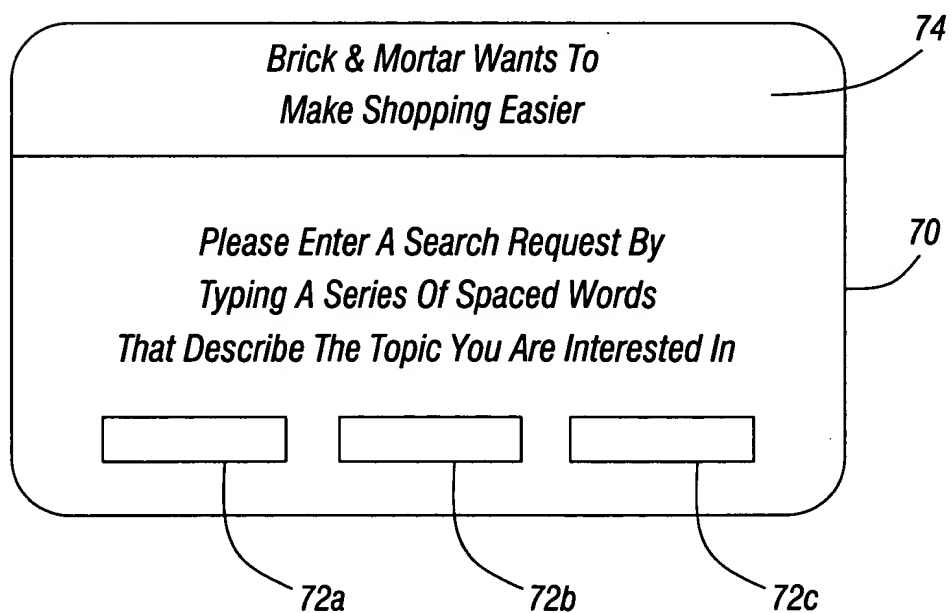 Brick & Mortar Wants To
Make Shopping Easier
74
Please Enter A Search Request By
Typing A Series Of Spaced Words
That Describe The Topic You Are Interested In
70
72a
72b
72c